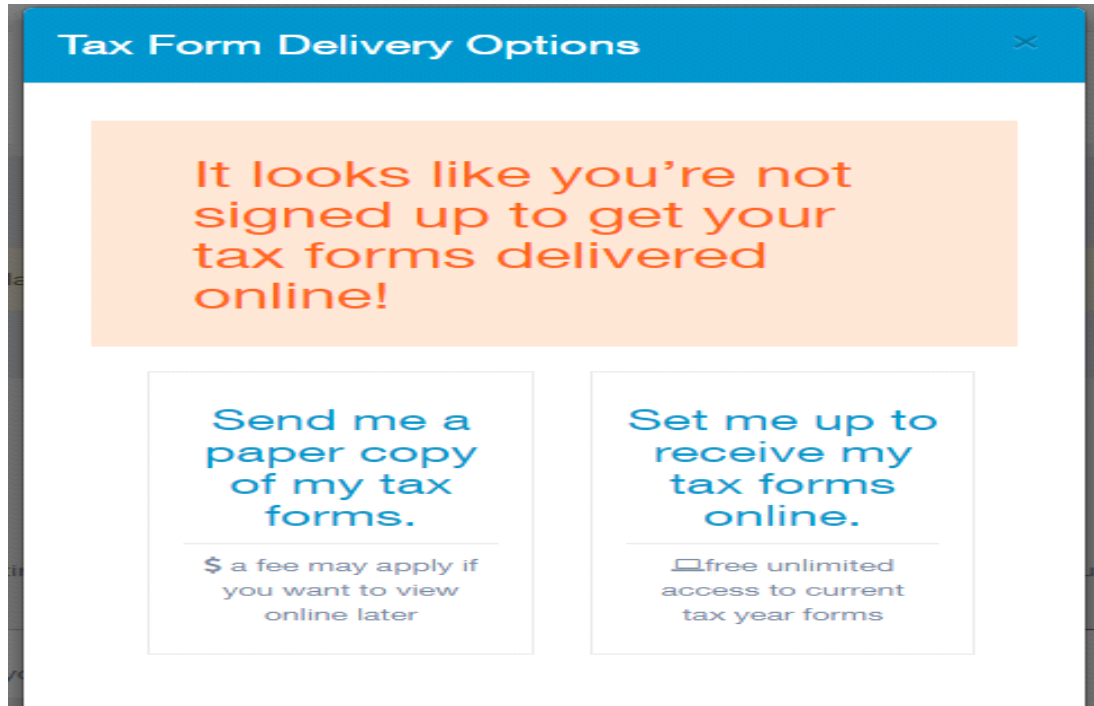 Tax Form Delivery Options
It looks like you’re not
signed up to get your
tax forms delivered
online!
Send me a
paper copy
of my tax
forms.
$ a fee may apply if
you want to view
online later
Set me up to
receive my
tax forms
online.
free unlimited
access to current
tax year forms